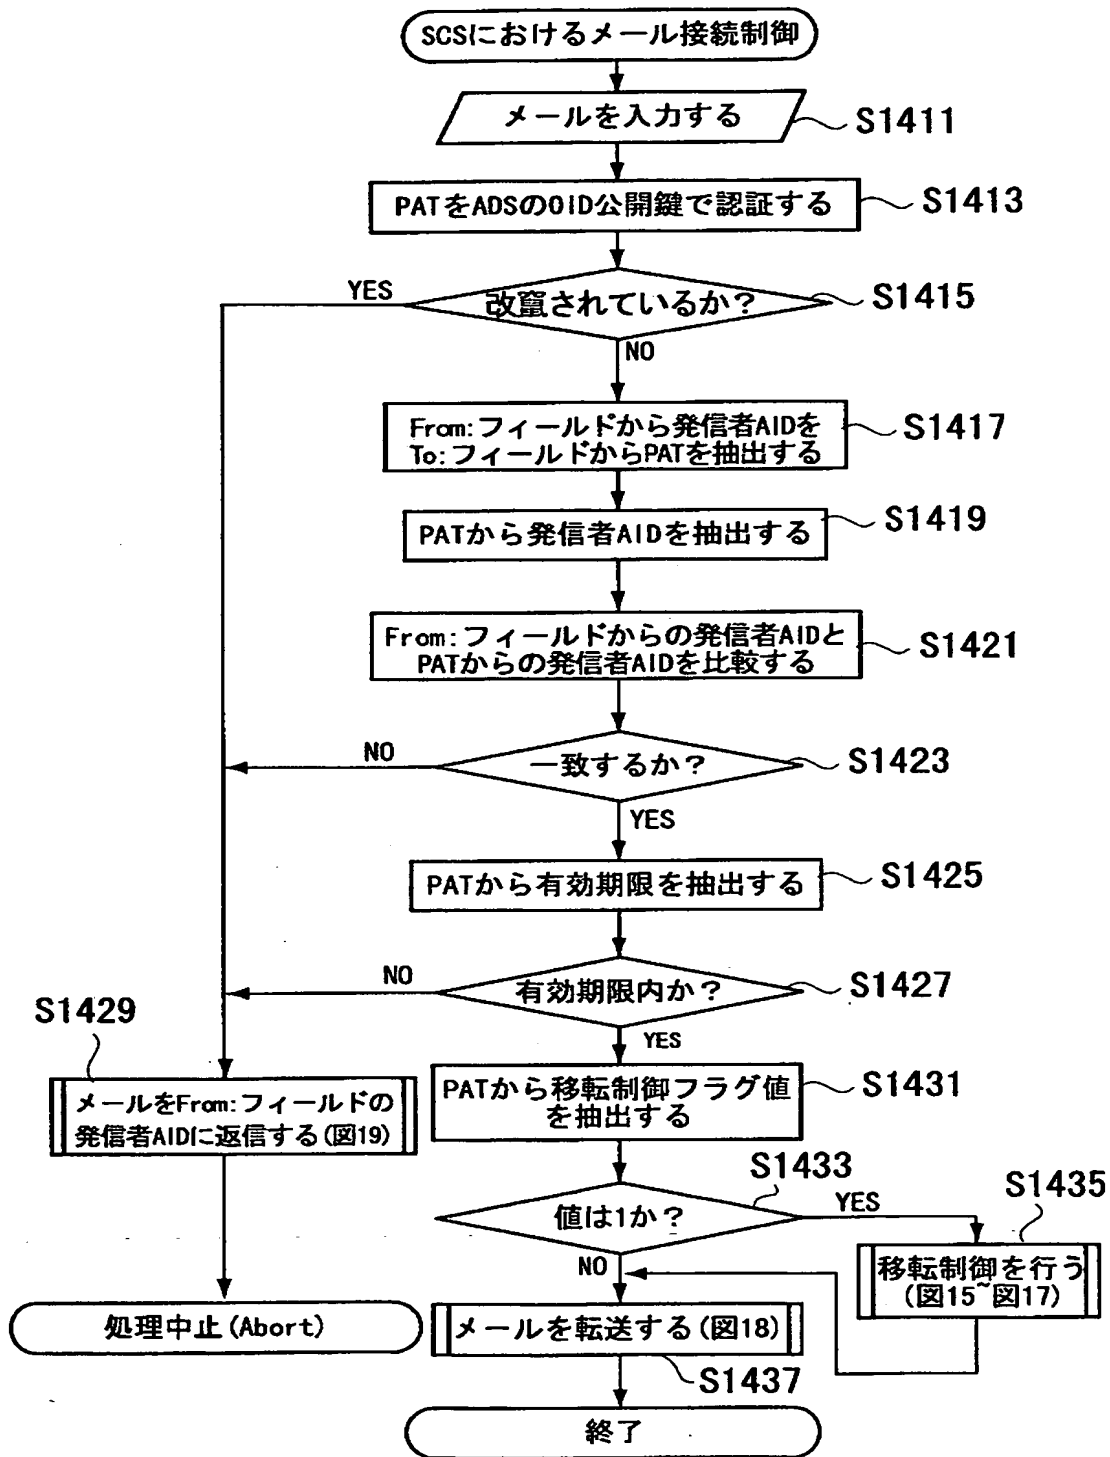 SCSにおけるメール接続制御
メールを入力する
S1411
PATをADSのOID公開鍵で認証する
S1413
YES
改竄されているか？
S1415
NO
From:フィールドから発信者AIDを
To:フィールドからPATを抽出する
S1417
PATから発信者AIDを抽出する
S1419
From:フィールドからの発信者AIDと
PATからの発信者AIDを比較する
S1421
NO
一致するか？
S1423
YES
PATから有効期限を抽出する
S1425
NO
有効期限内か？
S1427
YES
S1429
メールをFrom:フィールドの
発信者AIDに返信する(図19)
PATから移転制御フラグ値
を抽出する
S1431
S1433
値は1か？
YES
S1435
NO
移転制御を行う
(図15~図17)
処理中止(Abort)
メールを転送する(図18)
S1437
終了